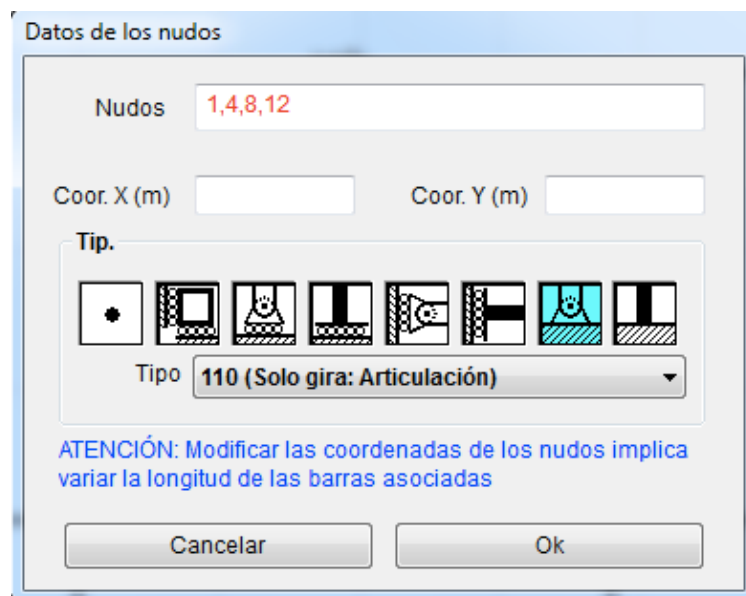 Datos de los nudos
Nudos 1,4,8,12
Coor. X (m) Coor. Y (m)
Tip.
Tipo 110 (Solo gira: Articulación)
ATENCIÓN: Modificar las coordenadas de los nudos implica
variar la longitud de las barras asociadas
Cancelar Ok